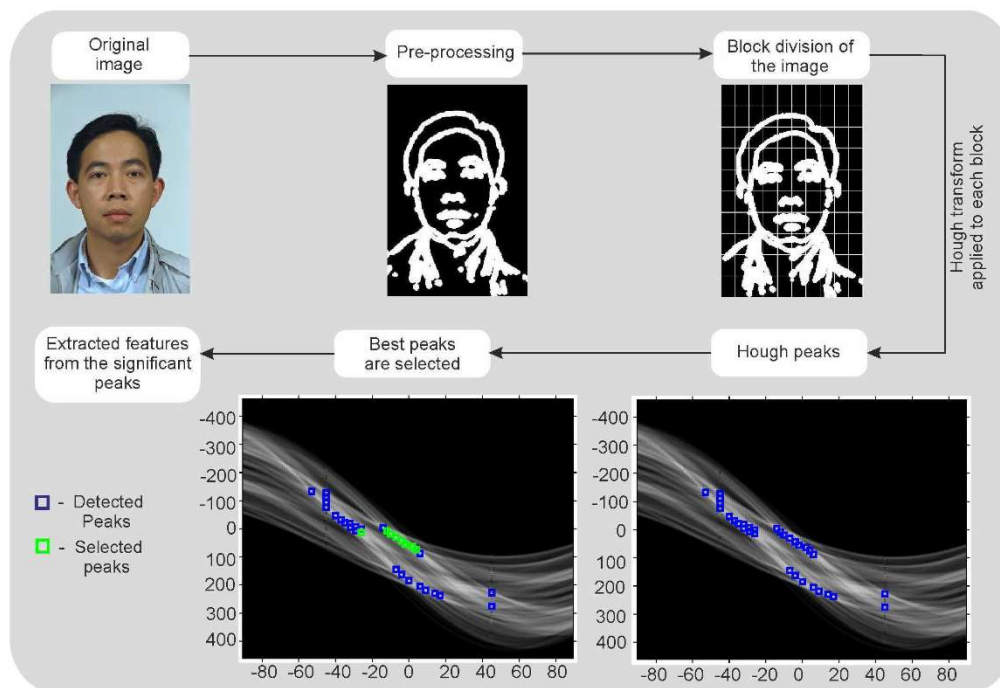 Original
image
Pre-processing
Block division of
the image
Hough transform
applied to each block
Hough peaks
Best peaks
are selected
Extracted features
from the significant
peaks
- Detected
Peaks
- Selected
peaks
-400
-300
-200
-100
0
100
200
300
400
-80 -60 -40 -20 0 20 40 60 80
-400
-300
-200
-100
0
100
200
300
400
-80 -60 -40 -20 0 20 40 60 80